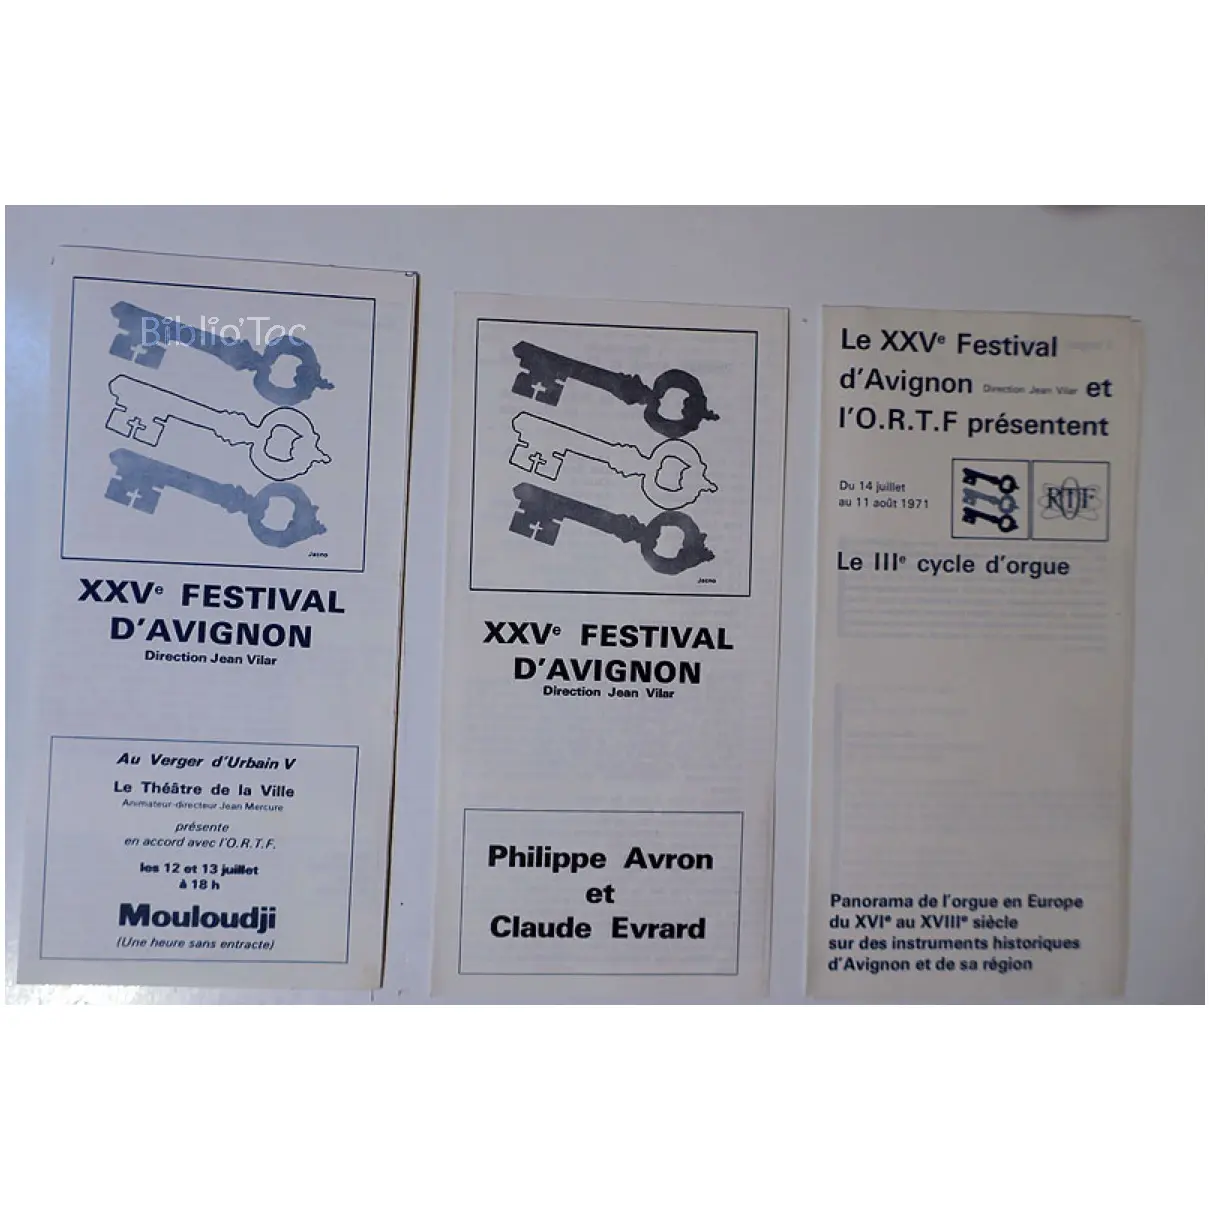 Biblio'Toc
Jacno
XXVe FESTIVAL
D'AVIGNON
Direction Jean Vilar
Au Verger d'Urbain V
Le Théâtre de la Ville
Animateur-directeur Jean Mercure
présente
en accord avec l'O.R.T.F.
les 12 et 13 juillet
à 18 h
Mouloudji
(Une heure sans entracte)
Jacno
XXVe FESTIVAL
D'AVIGNON
Direction Jean Vilar
Philippe Avron
et
Claude Evrard
Le XXVe Festival
d'Avignon Direction Jean Vilar et
l'O.R.T.F présentent
Du 14 juillet
au 11 août 1971
RTF
Le IIIe cycle d'orgue
Panorama de l'orgue en Europe
du XVIe au XVIIIe siècle
sur des instruments historiques
d'Avignon et de sa région